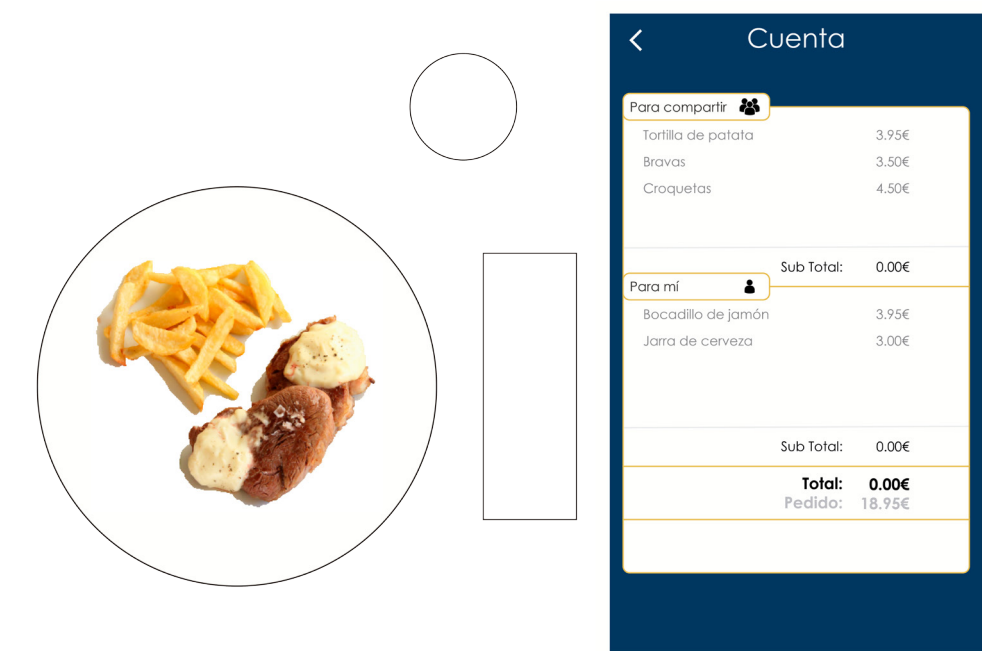 Cuenta
Para compartir
Tortilla de patata 3.95€
Bravas 3.50€
Croquetas 4.50€
Sub Total: 0.00€
Para mí
Bocadillo de jamón 3.95€
Jarra de cerveza 3.00€
Sub Total: 0.00€
Total: 0.00€
Pedido: 18.95€